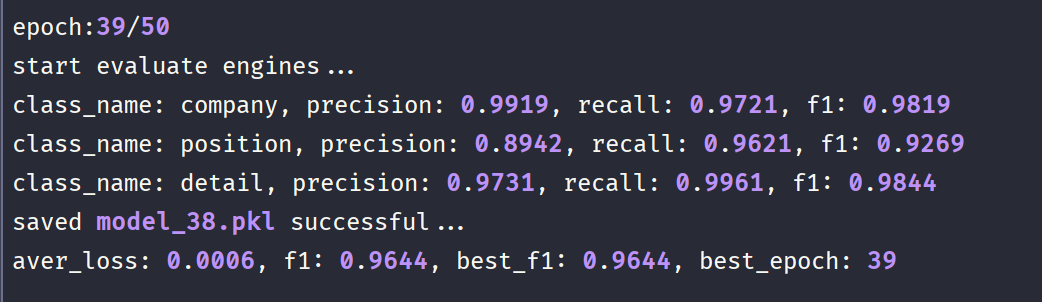 epoch:39/50
start evaluate engines...
class_name: company, precision: 0.9919, recall: 0.9721, f1: 0.9819
class_name: position, precision: 0.8942, recall: 0.9621, f1: 0.9269
class_name: detail, precision: 0.9731, recall: 0.9961, f1: 0.9844
saved model_38.pkl successful...
aver_loss: 0.0006, f1: 0.9644, best_f1: 0.9644, best_epoch: 39